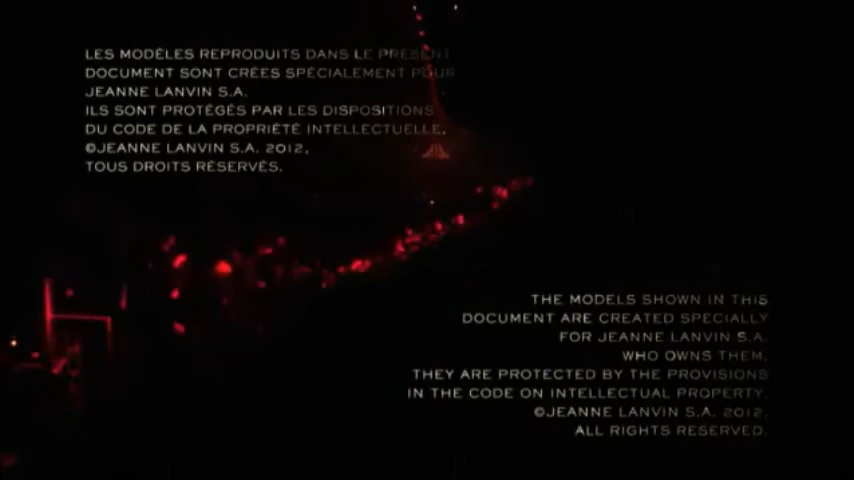 LES MODÈLES REPRODUITS DANS LE PRÉSENT
DOCUMENT SONT CRÉES SPÉCIALEMENT POUR
JEANNE LANVIN S.A.
ILS SONT PROTÉGÉS PAR LES DISPOSITIONS
DU CODE DE LA PROPRIÉTÉ INTELLECTUELLE,
©JEANNE LANVIN S.A. 2012,
TOUS DROITS RÉSERVÉS.
THE MODELS SHOWN IN THIS
DOCUMENT ARE CREATED SPECIALLY
FOR JEANNE LANVIN S.A.
WHO OWNS THEM,
THEY ARE PROTECTED BY THE PROVISIONS
IN THE CODE ON INTELLECTUAL PROPERTY,
©JEANNE LANVIN S.A. 2012,
ALL RIGHTS RESERVED.